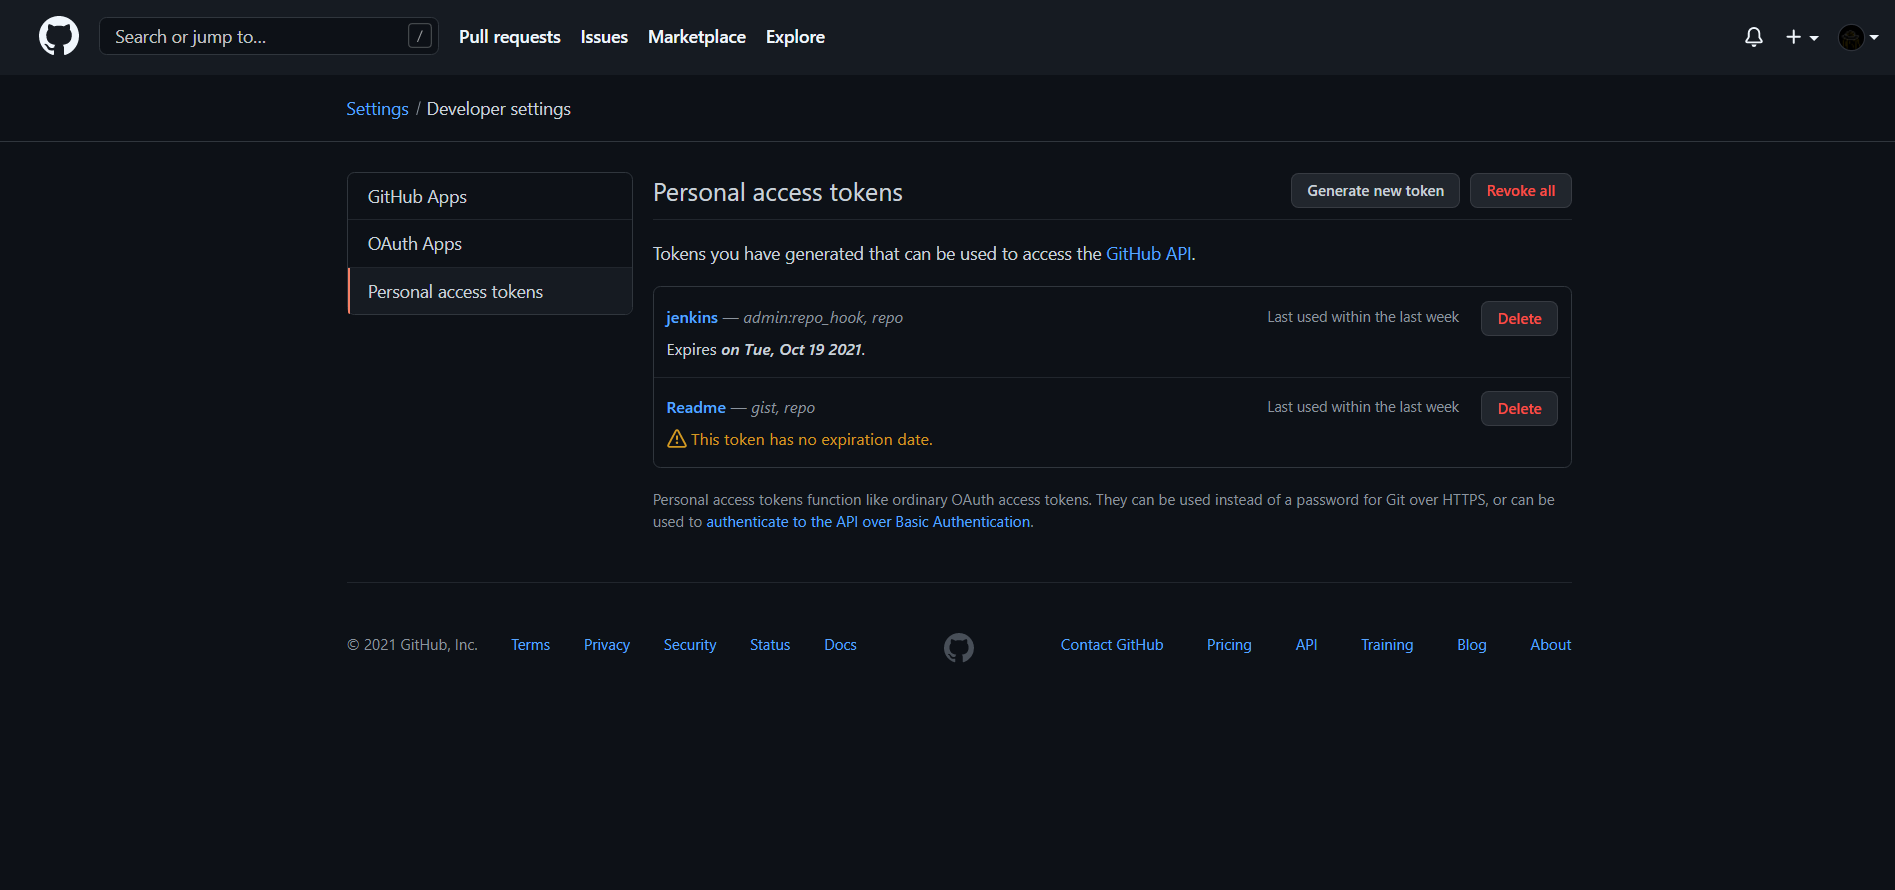 Search or jump to... /
Pull requests Issues Marketplace Explore
Settings / Developer settings
GitHub Apps
OAuth Apps
Personal access tokens
Personal access tokens
Generate new token Revoke all
Tokens you have generated that can be used to access the GitHub API.
jenkins — admin:repo_hook, repo Last used within the last week Delete
Expires on Tue, Oct 19 2021.
Readme — gist, repo Last used within the last week Delete
This token has no expiration date.
Personal access tokens function like ordinary OAuth access tokens. They can be used instead of a password for Git over HTTPS, or can be
used to authenticate to the API over Basic Authentication.
© 2021 GitHub, Inc. Terms Privacy Security Status Docs Contact GitHub Pricing API Training Blog About